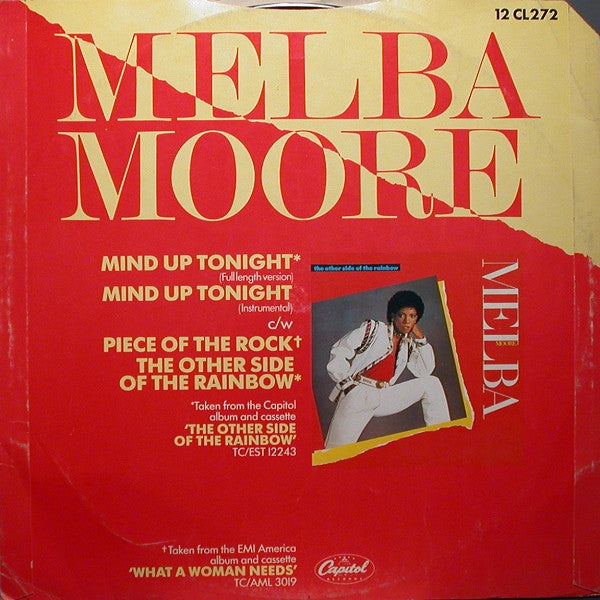 12 CL272
MELBA
MOORE
MIND UP TONIGHT*
(Full length version)
MIND UP TONIGHT
(Instrumental)
c/w
PIECE OF THE ROCK†
THE OTHER SIDE
OF THE RAINBOW*
*Taken from the Capitol
album and cassette
'THE OTHER SIDE
OF THE RAINBOW'
TC/EST 12243
the other side of the rainbow
MELBA
MOORE
†Taken from the EMI America
album and cassette
'WHAT A WOMAN NEEDS'
TC/AML 3019
Capitol
RECORDS